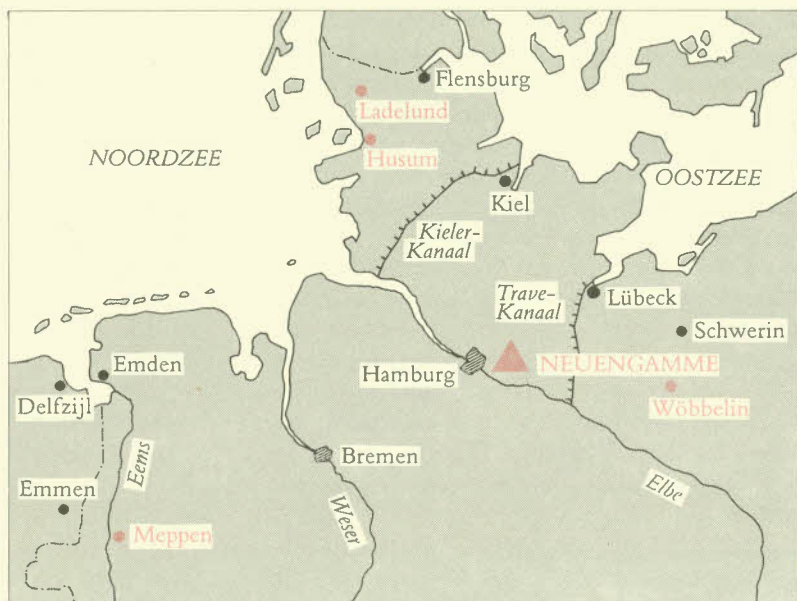 Flensburg
Ladelund
Husum
NOORDZEE
OOSTZEE
Kiel
Kieler-
Kanaal
Trave-
Kanaal
Lübeck
Schwerin
Hamburg
NEUENGAMME
Wöbbelin
Emden
Delfzijl
Emmen
Eems
Bremen
Weser
Elbe
Meppen